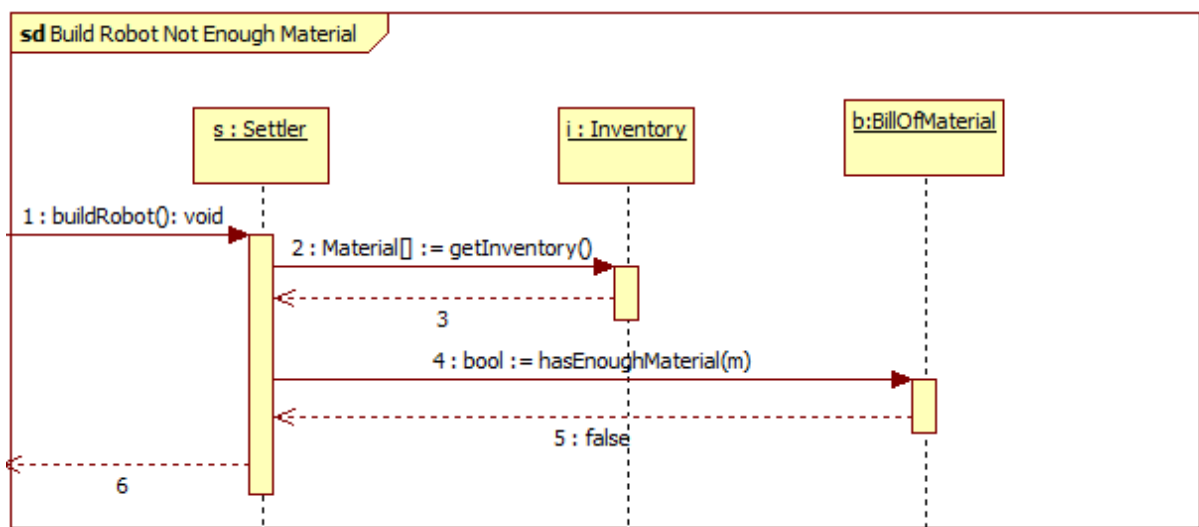 sd Build Robot Not Enough Material
s : Settler
i : Inventory
b:BillOfMaterial
1 : buildRobot(): void
2 : Material[] := getInventory()
3
4 : bool := hasEnoughMaterial(m)
5 : false
6